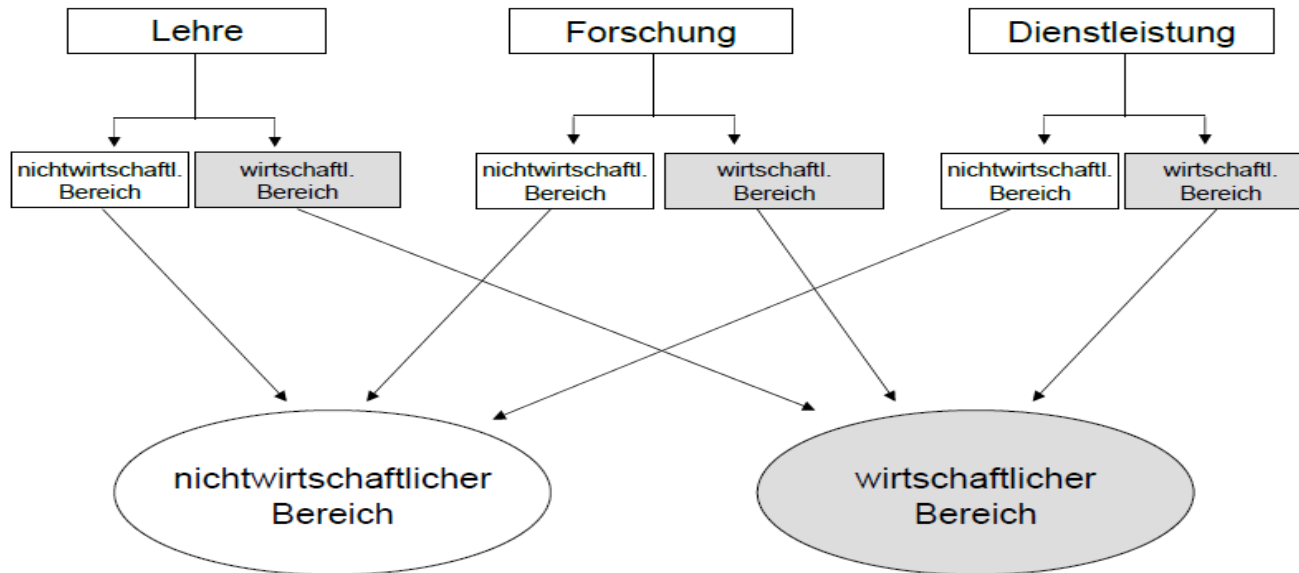 Lehre
Forschung
Dienstleistung
nichtwirtschaftl.
Bereich
wirtschaftl.
Bereich
nichtwirtschaftl.
Bereich
wirtschaftl.
Bereich
nichtwirtschaftl.
Bereich
wirtschaftl.
Bereich
nichtwirtschaftlicher
Bereich
wirtschaftlicher
Bereich